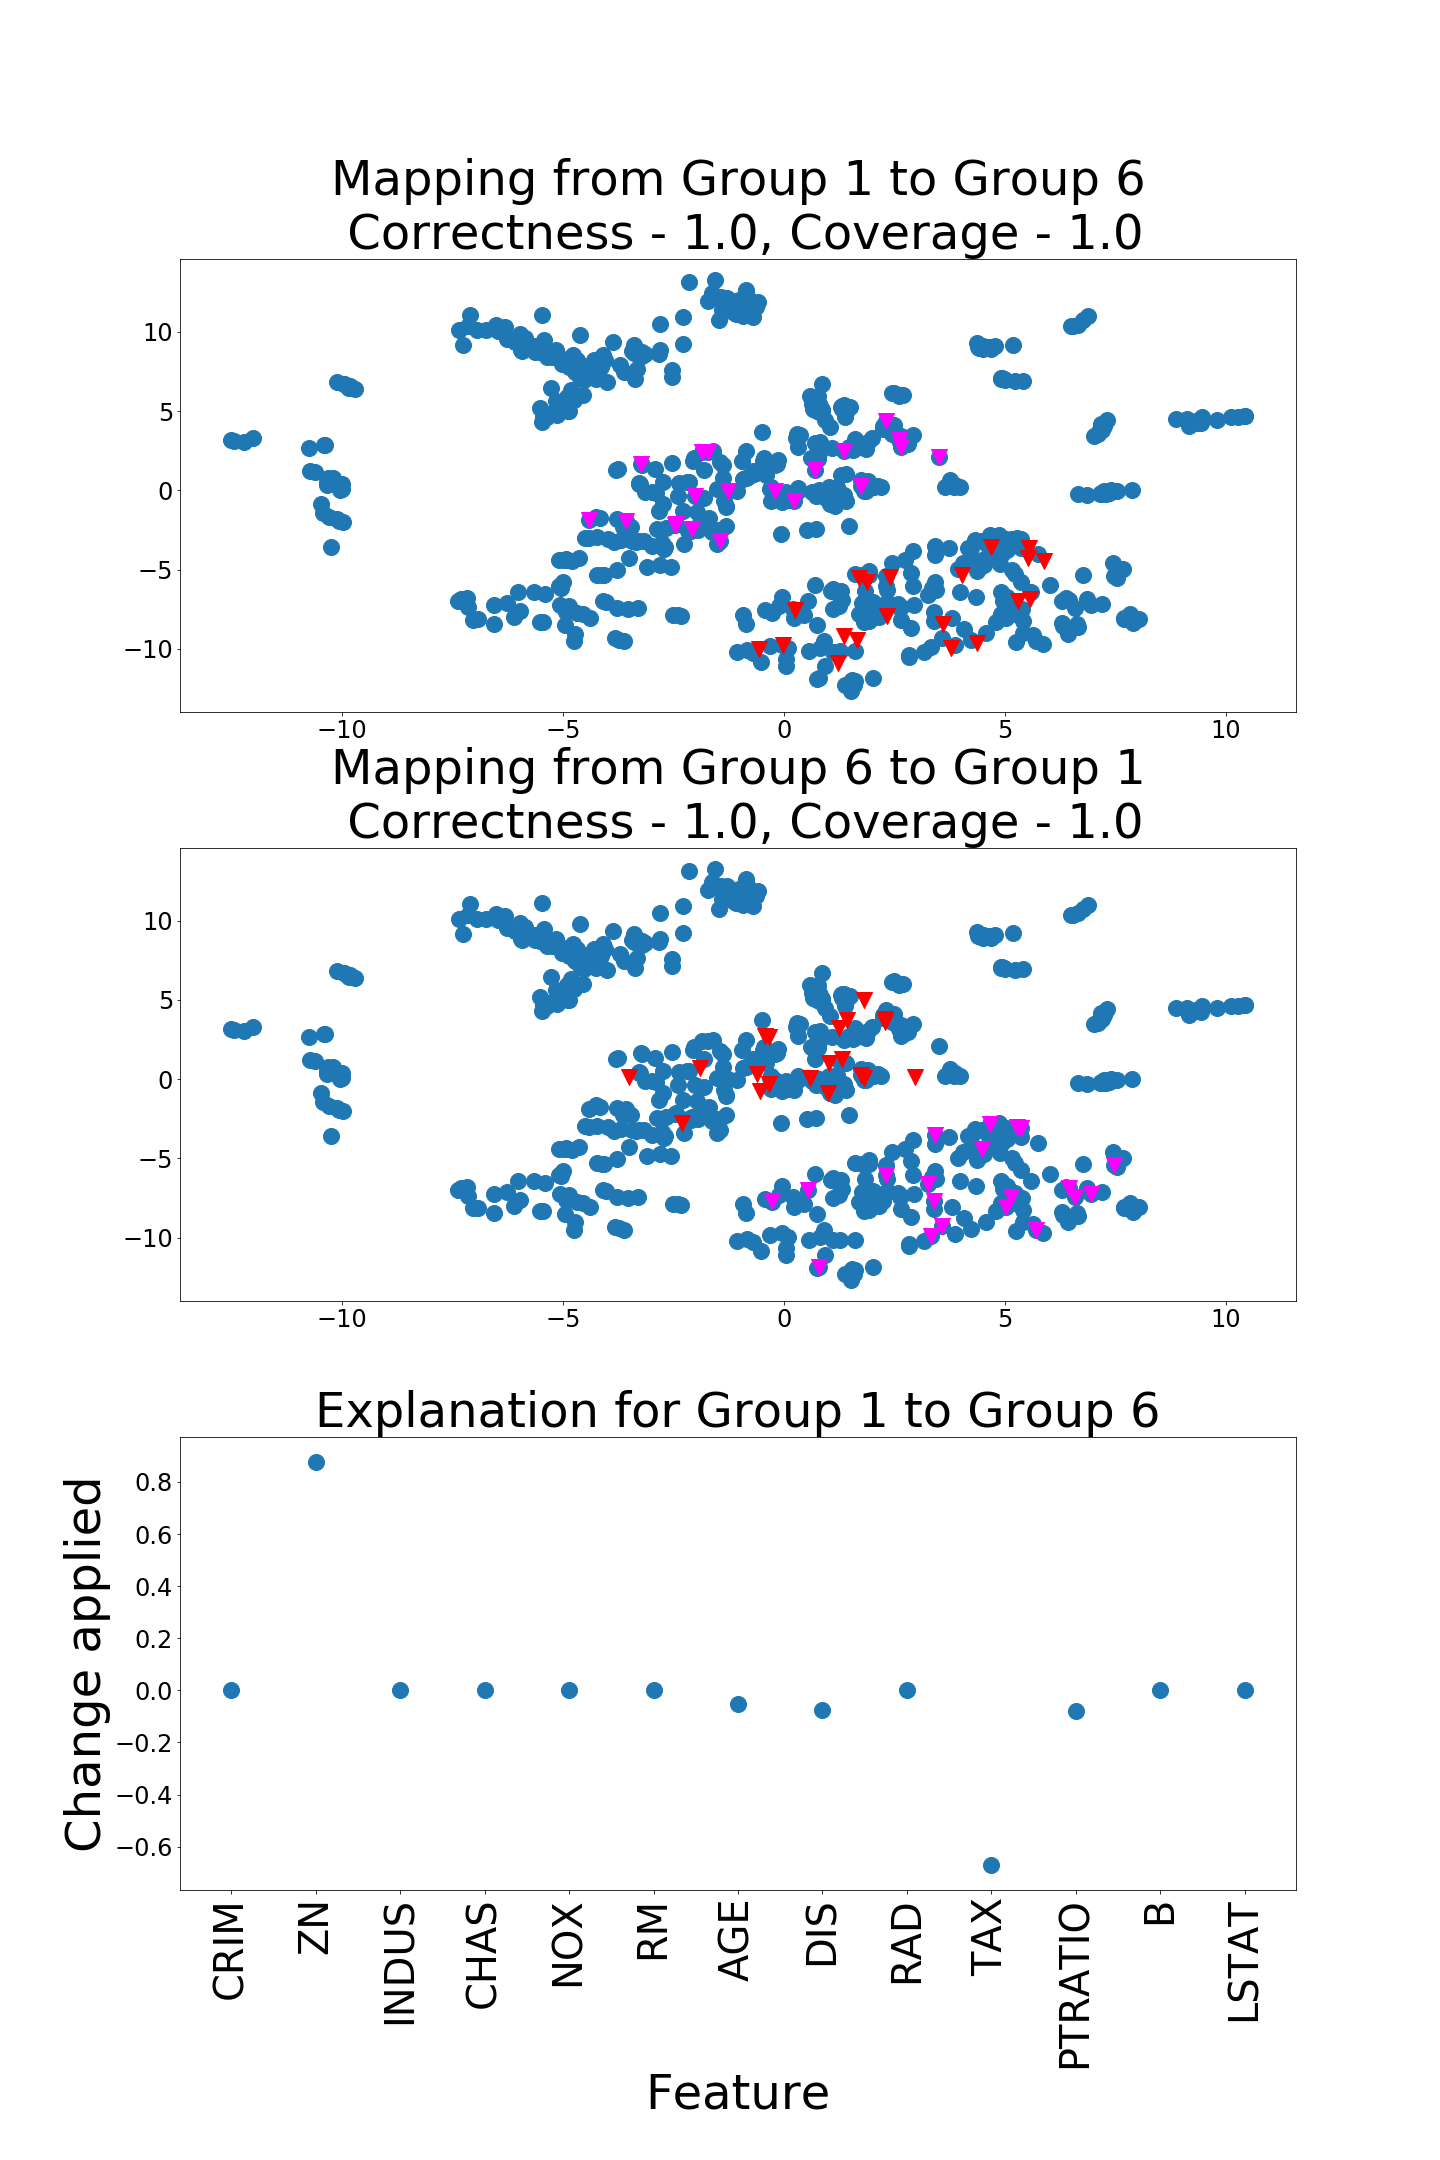 Mapping from Group 1 to Group 6
Correctness - 1.0, Coverage - 1.0
10
5
0
−5
−10
−10 −5 0 5 10
Mapping from Group 6 to Group 1
Correctness - 1.0, Coverage - 1.0
10
5
0
−5
−10
−10 −5 0 5 10
Explanation for Group 1 to Group 6
Change applied
0.8
0.6
0.4
0.2
0.0
−0.2
−0.4
−0.6
CRIM
ZN
INDUS
CHAS
NOX
RM
AGE
DIS
RAD
TAX
PTRATIO
B
LSTAT
Feature